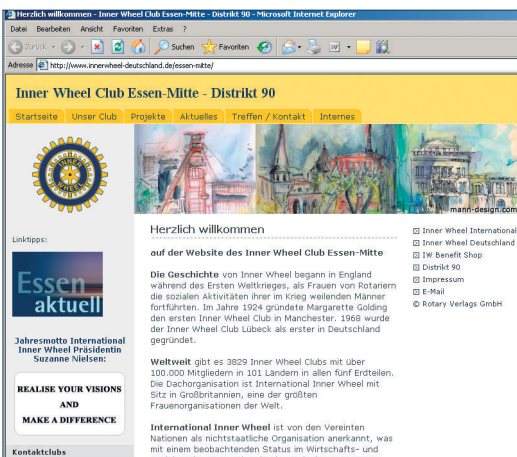 Herzlich willkommen - Inner Wheel Club Essen-Mitte - Distrikt 90 - Microsoft Internet Explorer
Datei Bearbeiten Ansicht Favoriten Extras ?
Zurück Suchen Favoriten
Adresse http://www.innerwheel-deutschland.de/essen-mitte/
Inner Wheel Club Essen-Mitte - Distrikt 90
Startseite Unser Club Projekte Aktuelles Treffen / Kontakt Internes
INNER
WHEEL
mann-design.com
Linktipps:
Essen
aktuell
Jahresmotto International
Inner Wheel Präsidentin
Suzanne Nielsen:
REALISE YOUR VISIONS
AND
MAKE A DIFFERENCE
Kontaktclubs
Herzlich willkommen
auf der Website des Inner Wheel Club Essen-Mitte
Die Geschichte von Inner Wheel begann in England
während des Ersten Weltkrieges, als Frauen von Rotariern
die sozialen Aktivitäten ihrer im Krieg weilenden Männer
fortführten. Im Jahre 1924 gründete Margarette Golding
den ersten Inner Wheel Club in Manchester. 1968 wurde
der Inner Wheel Club Lübeck als erster in Deutschland
gegründet.
Weltweit gibt es 3829 Inner Wheel Clubs mit über
100.000 Mitgliedern in 101 Ländern in allen fünf Erdteilen.
Die Dachorganisation ist International Inner Wheel mit
Sitz in Großbritannien, eine der größten
Frauenorganisationen der Welt.
International Inner Wheel ist von den Vereinten
Nationen als nichtstaatliche Organisation anerkannt, was
mit einem beobachtenden Status im Wirtschafts- und
Inner Wheel International
Inner Wheel Deutschland
IW Benefit Shop
Distrikt 90
Impressum
E-Mail
© Rotary Verlags GmbH